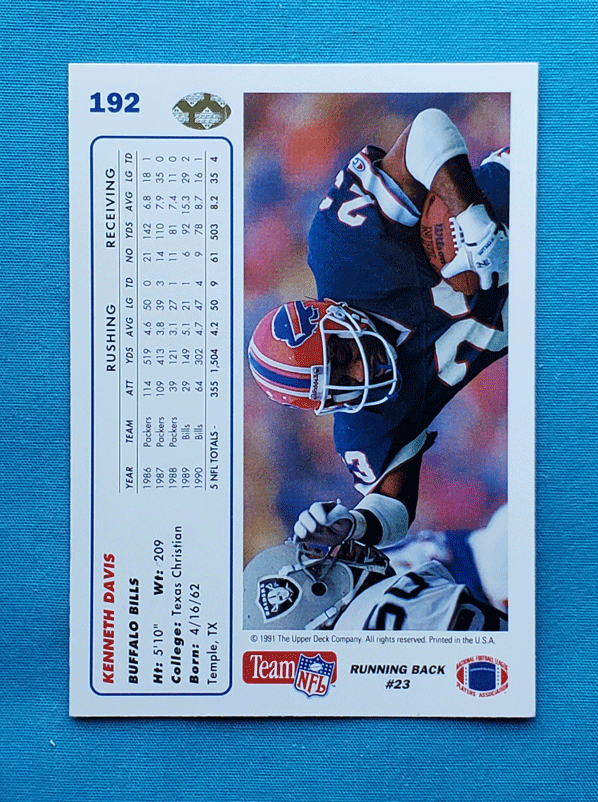 192
KENNETH DAVIS
BUFFALO BILLS
Ht: 5'10" Wt: 209
College: Texas Christian
Born: 4/16/62
Temple, TX
RUSHING RECEIVING
YEAR TEAM ATT YDS AVG LG TD NO YDS AVG LG TD
1986 Packers 114 519 4.6 50 0 21 142 6.8 18 1
1987 Packers 109 413 3.8 39 3 14 110 7.9 35 0
1988 Packers 39 121 3.1 27 1 11 81 7.4 11 0
1989 Bills 29 149 5.1 21 1 6 92 15.3 29 2
1990 Bills 64 302 4.7 47 4 9 78 8.7 16 1
5 NFL TOTALS - 355 1,504 4.2 50 9 61 503 8.2 35 4
23
23
Wilson
© 1991 The Upper Deck Company. All rights reserved. Printed in the U.S.A.
Team NFL
RUNNING BACK
#23
NATIONAL FOOTBALL LEAGUE
PLAYERS ASSOCIATION